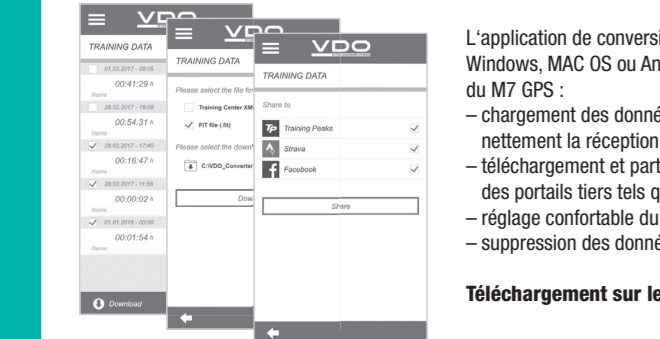 VDO
TRAINING DATA
01.03.2017 - 09:05
00:41:29 h
Name
28.02.2017 - 18:09
00:54:31 h
Name
28.02.2017 - 17:40
00:16:47 h
Name
28.02.2017 - 11:56
00:00:02 h
Name
01.01.2016 - 00:00
00:01:54 h
Name
Download
VDO
TRAINING DATA
Please select the file for
Training Center XM
FIT file (.fit)
Please select the down
C:\VDO_Converter
Dow
VDO
TRAINING DATA
Share to
TP Training Peaks
Strava
Facebook
Share
L‘application de conversi
Windows, MAC OS ou An
du M7 GPS :
– chargement des donné
nettement la réception
– téléchargement et part
des portails tiers tels q
– réglage confortable du
– suppression des donné
Téléchargement sur le